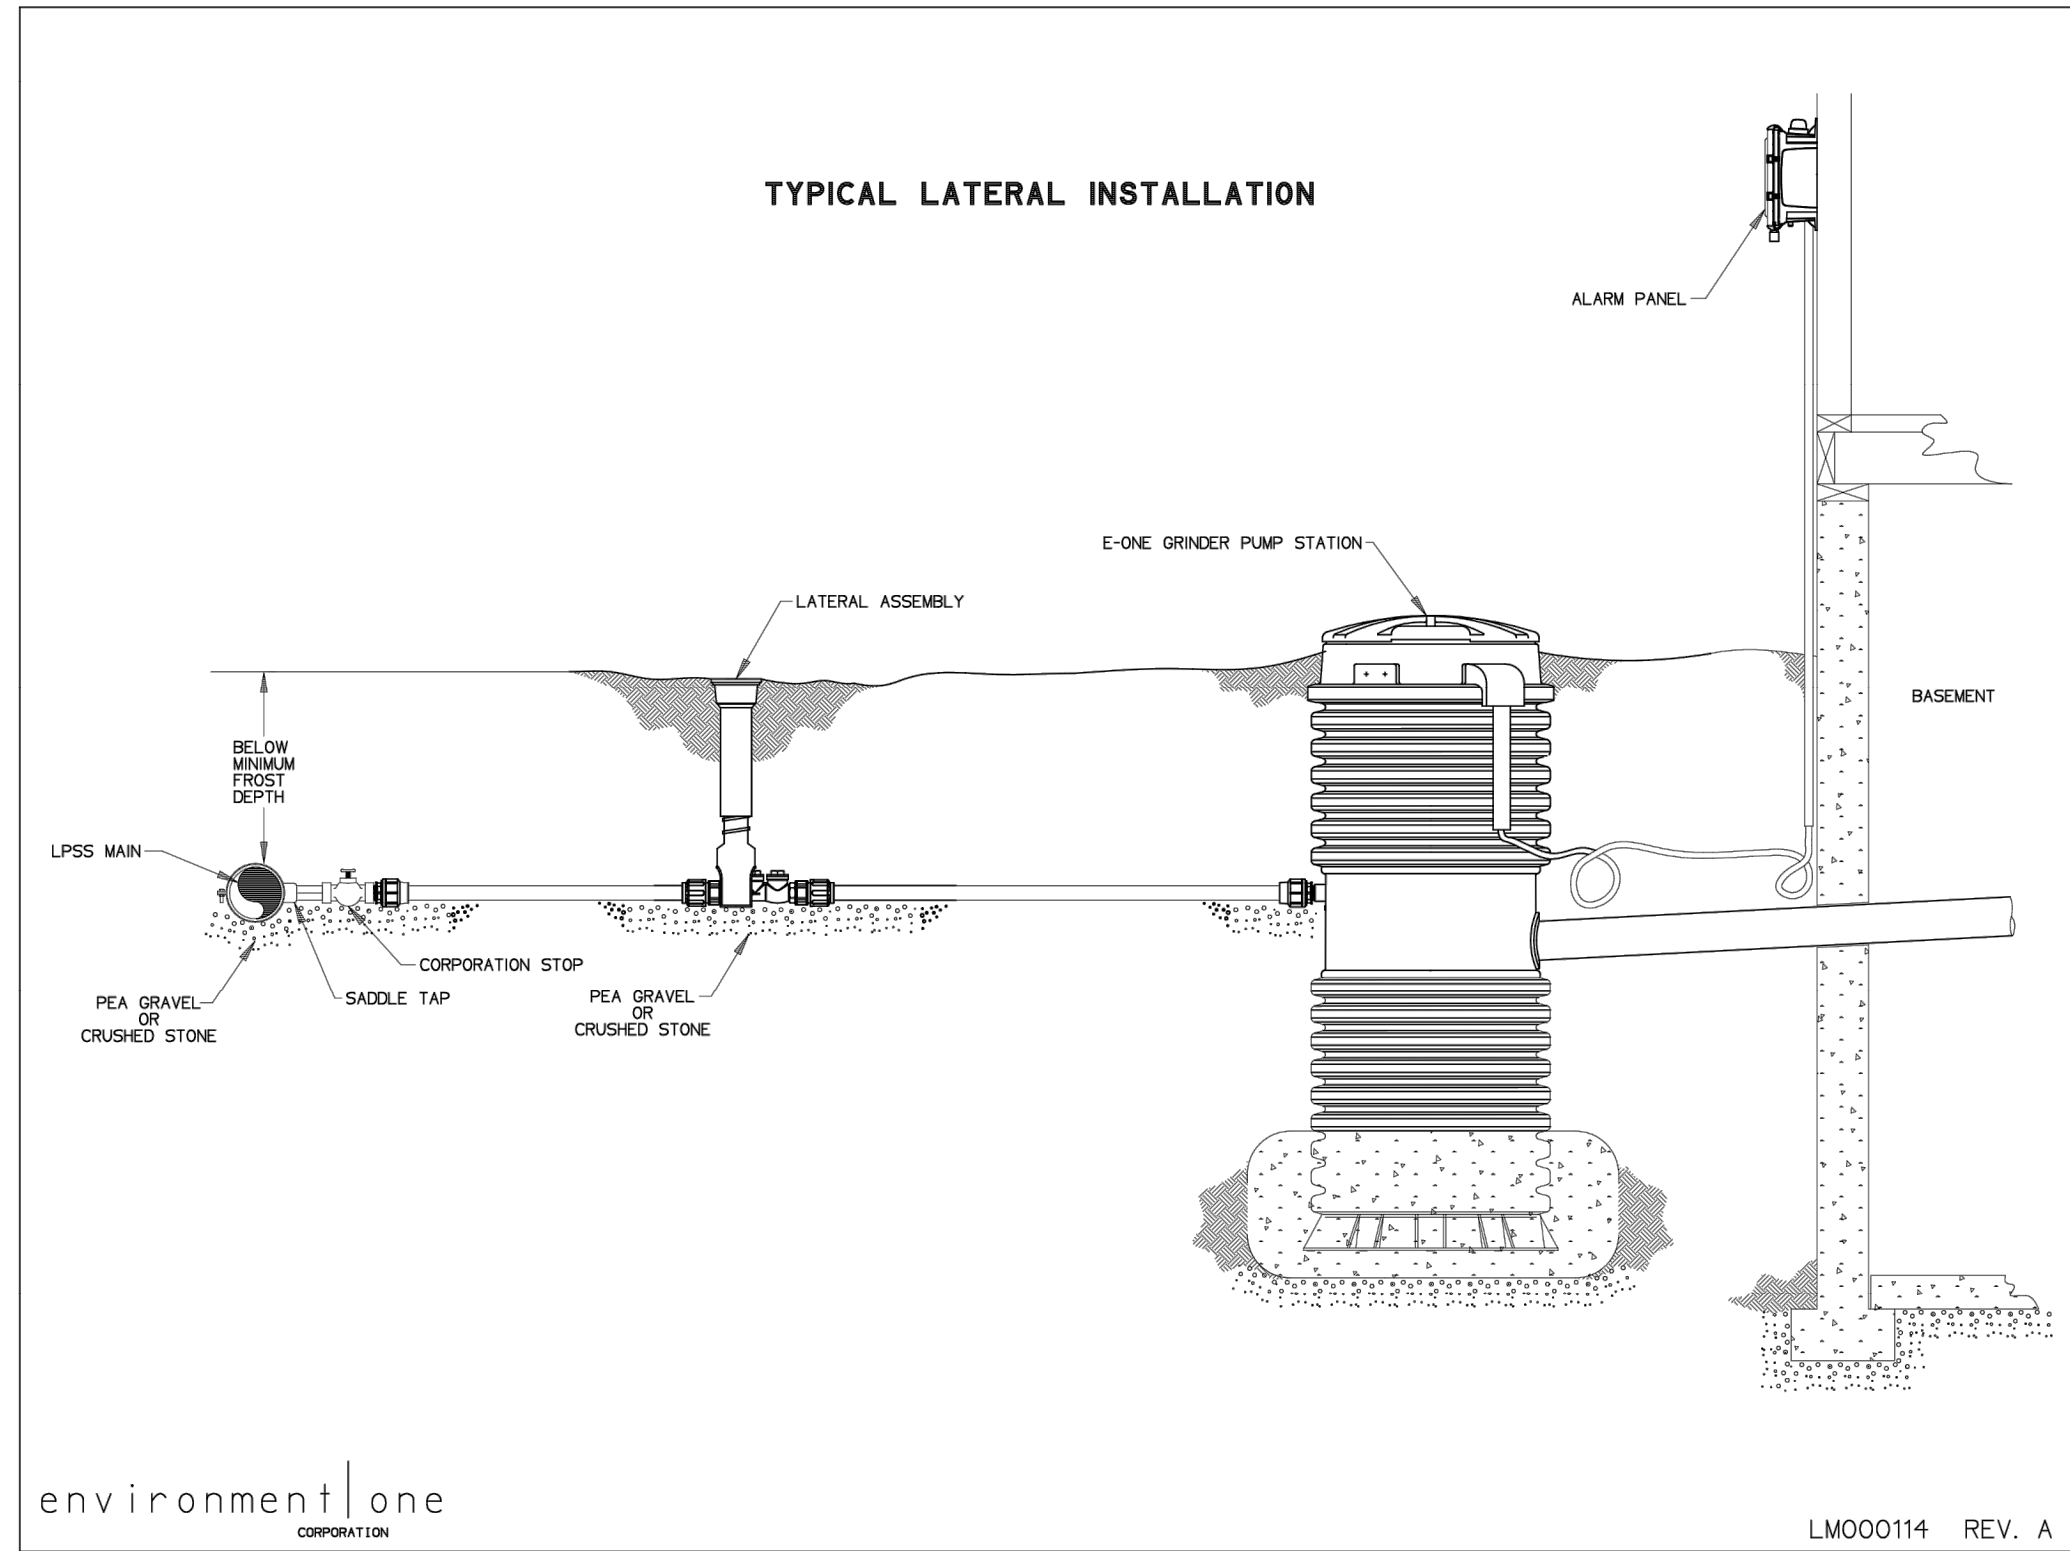 TYPICAL LATERAL INSTALLATION
ALARM PANEL
E-ONE GRINDER PUMP STATION
LATERAL ASSEMBLY
BASEMENT
BELOW
MINIMUM
FROST
DEPTH
LPSS MAIN
CORPORATION STOP
SADDLE TAP
PEA GRAVEL
OR
CRUSHED STONE
PEA GRAVEL
OR
CRUSHED STONE
environment|one
CORPORATION
LM000114 REV. A